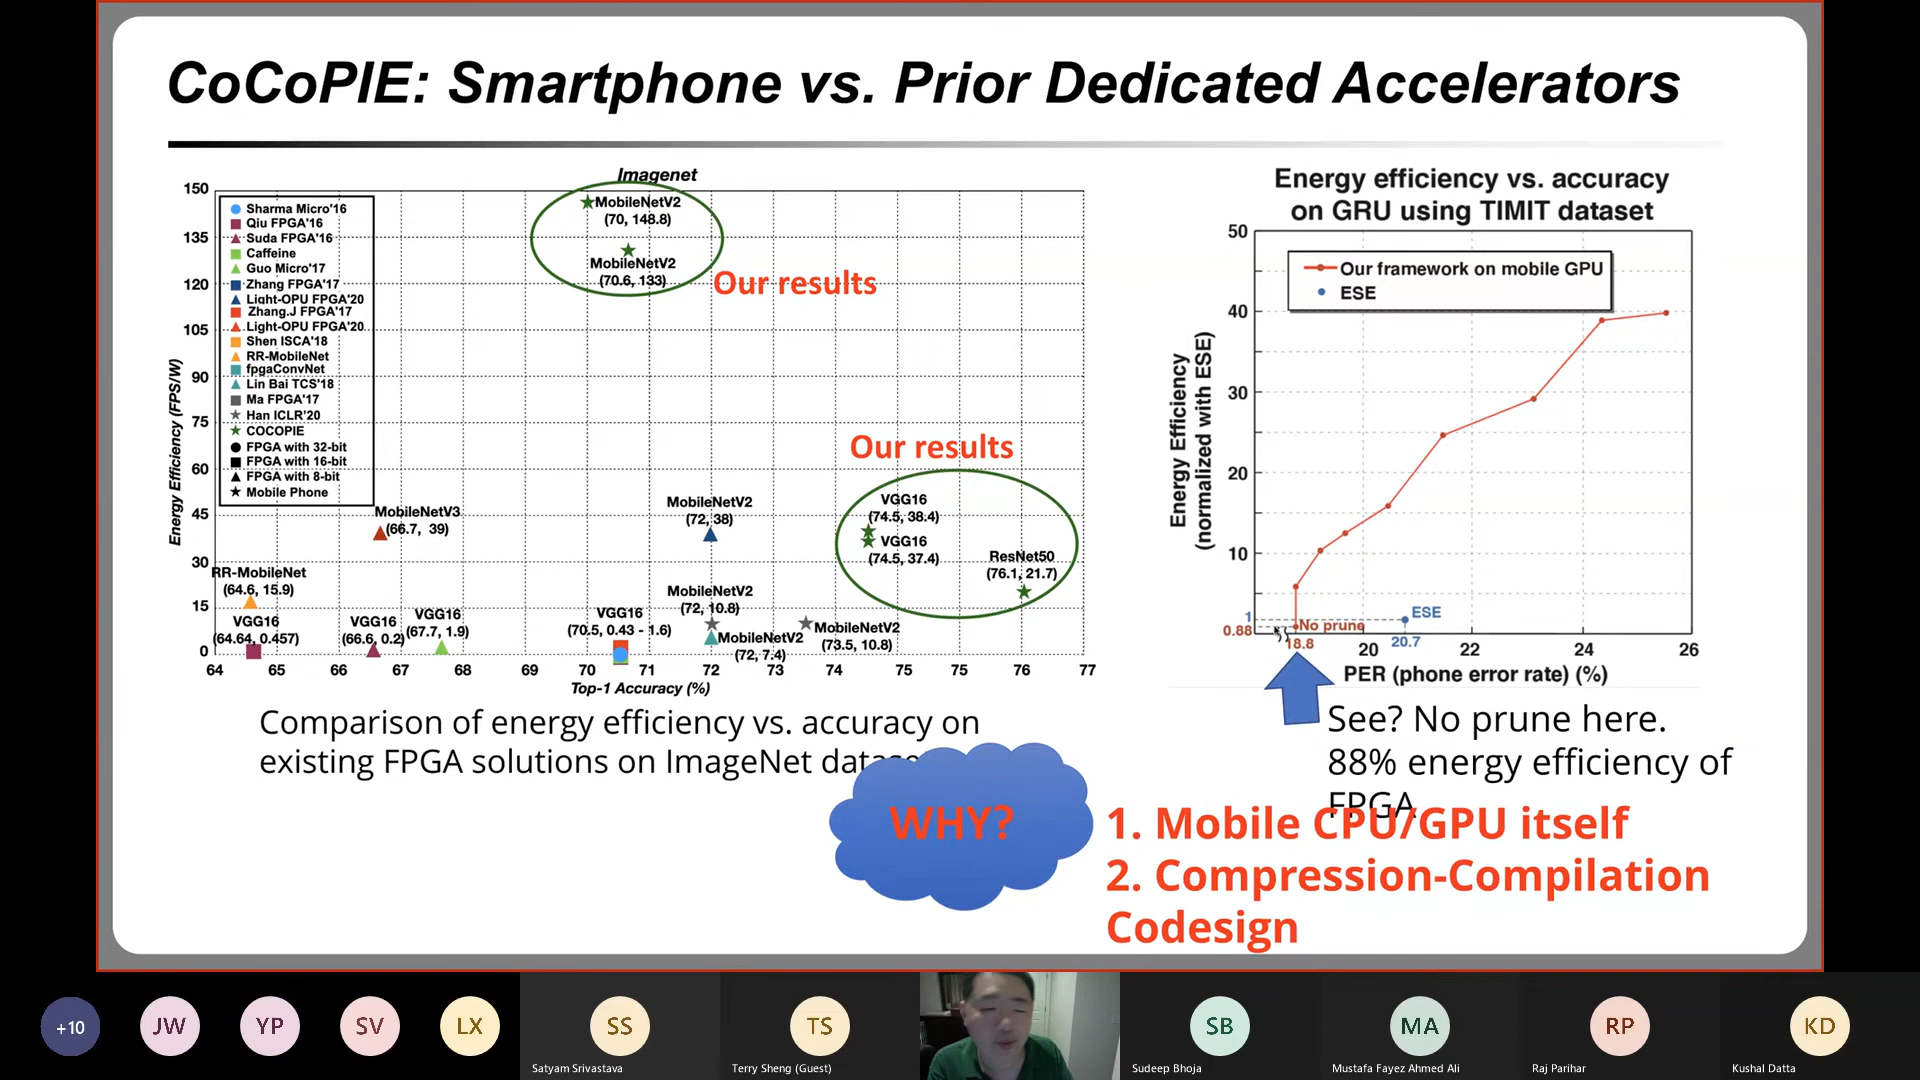 CoCoPIE: Smartphone vs. Prior Dedicated Accelerators
Imagenet
Energy Efficiency (FPS/W)
150
135
120
105
90
75
60
45
30
15
0
Sharma Micro'16
Qiu FPGA'16
Suda FPGA'16
Caffeine
Guo Micro'17
Zhang FPGA'17
Light-OPU FPGA'20
Zhang.J FPGA'17
Light-OPU FPGA'20
Shen ISCA'18
RR-MobileNet
fpgaConvNet
Lin Bai TCS'18
Ma FPGA'17
Han ICLR'20
COCOPIE
FPGA with 32-bit
FPGA with 16-bit
FPGA with 8-bit
Mobile Phone
MobileNetV2
(70, 148.8)
MobileNetV2
(70.6, 133)
Our results
Our results
VGG16
(74.5, 38.4)
VGG16
(74.5, 37.4)
ResNet50
(76.1, 21.7)
MobileNetV3
(66.7, 39)
MobileNetV2
(72, 38)
RR-MobileNet
(64.6, 15.9)
VGG16
(64.64, 0.457)
VGG16
(66.6, 0.2)
VGG16
(67.7, 1.9)
VGG16
(70.5, 0.43 - 1.6)
MobileNetV2
(72, 10.8)
MobileNetV2
(72, 7.4)
MobileNetV2
(73.5, 10.8)
64 65 66 67 68 69 70 71 72 73 74 75 75 76 77
Top-1 Accuracy (%)
Comparison of energy efficiency vs. accuracy on
existing FPGA solutions on ImageNet datase
Energy efficiency vs. accuracy
on GRU using TIMIT dataset
Energy Efficiency
(normalized with ESE)
50
40
30
20
10
1
0.88
Our framework on mobile GPU
ESE
ESE
No prune
18.8 20 20.7 22 24 26
PER (phone error rate) (%)
See? No prune here.
88% energy efficiency of
FPGA
WHY?
1. Mobile CPU/GPU itself
2. Compression-Compilation
Codesign
+10
JW
YP
SV
LX
SS
Satyam Srivastava
TS
Terry Sheng (Guest)
SB
Sudeep Bhoja
MA
Mustafa Fayez Ahmed Ali
RP
Raj Parihar
KD
Kushal Datta